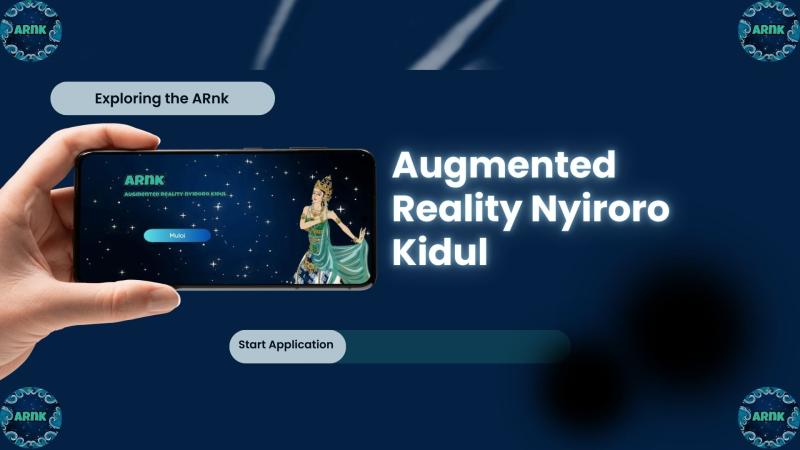 ARNK
ARNK
Exploring the ARnk
ARNK
AUGMENTED REALITY NYIRORO KIDUL
Mulai
Augmented
Reality Nyiroro
Kidul
Start Application
ARNK
ARNK